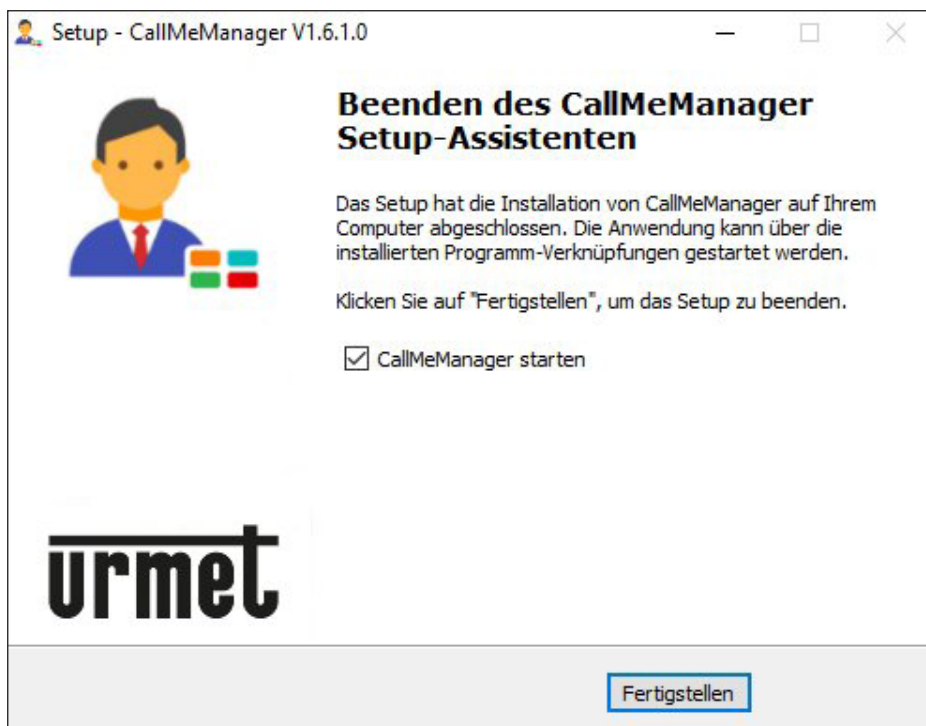 Setup - CallMeManager V1.6.1.0
Beenden des CallMeManager
Setup-Assistenten
Das Setup hat die Installation von CallMeManager auf Ihrem
Computer abgeschlossen. Die Anwendung kann über die
installierten Programm-Verknüpfungen gestartet werden.
Klicken Sie auf "Fertigstellen", um das Setup zu beenden.
CallMeManager starten
urmet
Fertigstellen